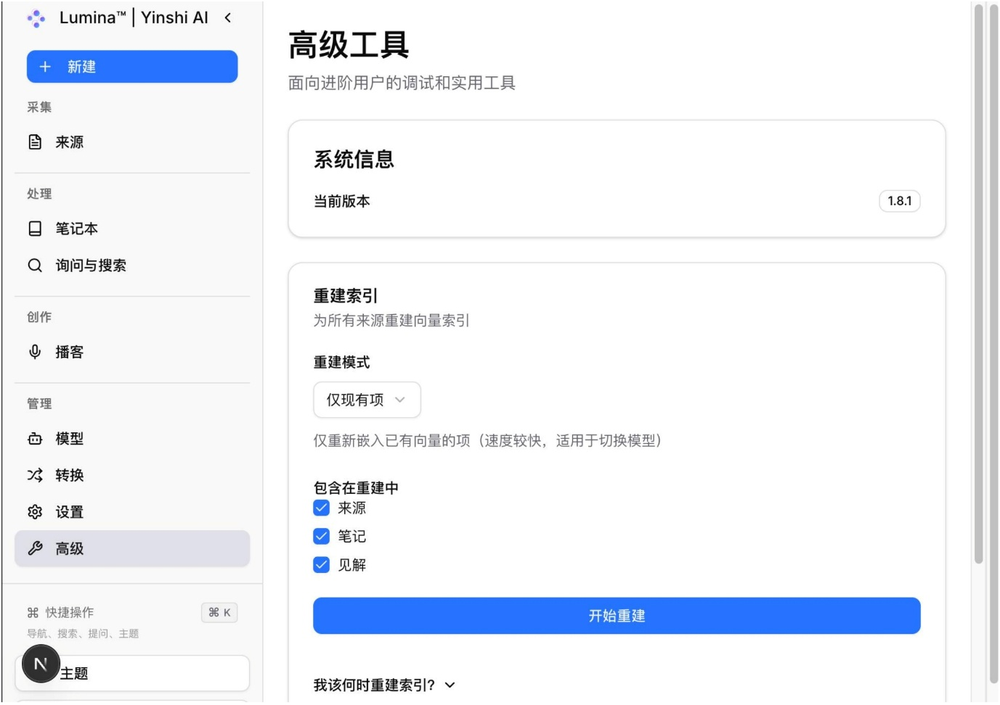 Lumina™ | Yinshi AI
新建
采集
来源
处理
笔记本
询问与搜索
创作
播客
管理
模型
转换
设置
高级
⌘ 快捷操作 ⌘ K
导航、搜索、提问、主题
N 主题
高级工具
面向进阶用户的调试和实用工具
系统信息
当前版本 1.8.1
重建索引
为所有来源重建向量索引
重建模式
仅现有项
仅重新嵌入已有向量的项（速度较快，适用于切换模型）
包含在重建中
来源
笔记
见解
开始重建
我该何时重建索引?